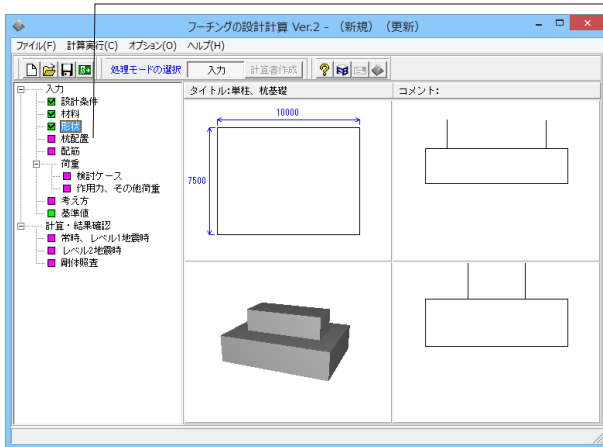 フーチングの設計計算 Ver.2 - （新規）（更新）
ファイル(F) 計算実行(C) オプション(O) ヘルプ(H)
処理モードの選択 入力 計算書作成
入力
設計条件
材料
形状
杭配置
配筋
荷重
検討ケース
作用力、その他荷重
考え方
基準値
計算・結果確認
常時、レベル1地震時
レベル2地震時
剛体照査
タイトル:単柱、杭基礎
コメント:
10000
7500